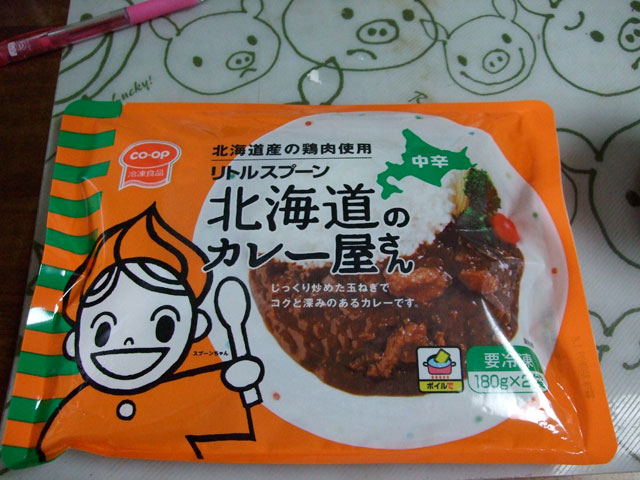 Lucky!
CO-OP
冷凍食品
北海道産の鶏肉使用
リトルスプーン
中辛
北海道の
カレー屋さん
じっくり炒めた玉ねぎで
コクと深みのあるカレーです。
スプーンちゃん
ボイルで
要冷凍
180g×2